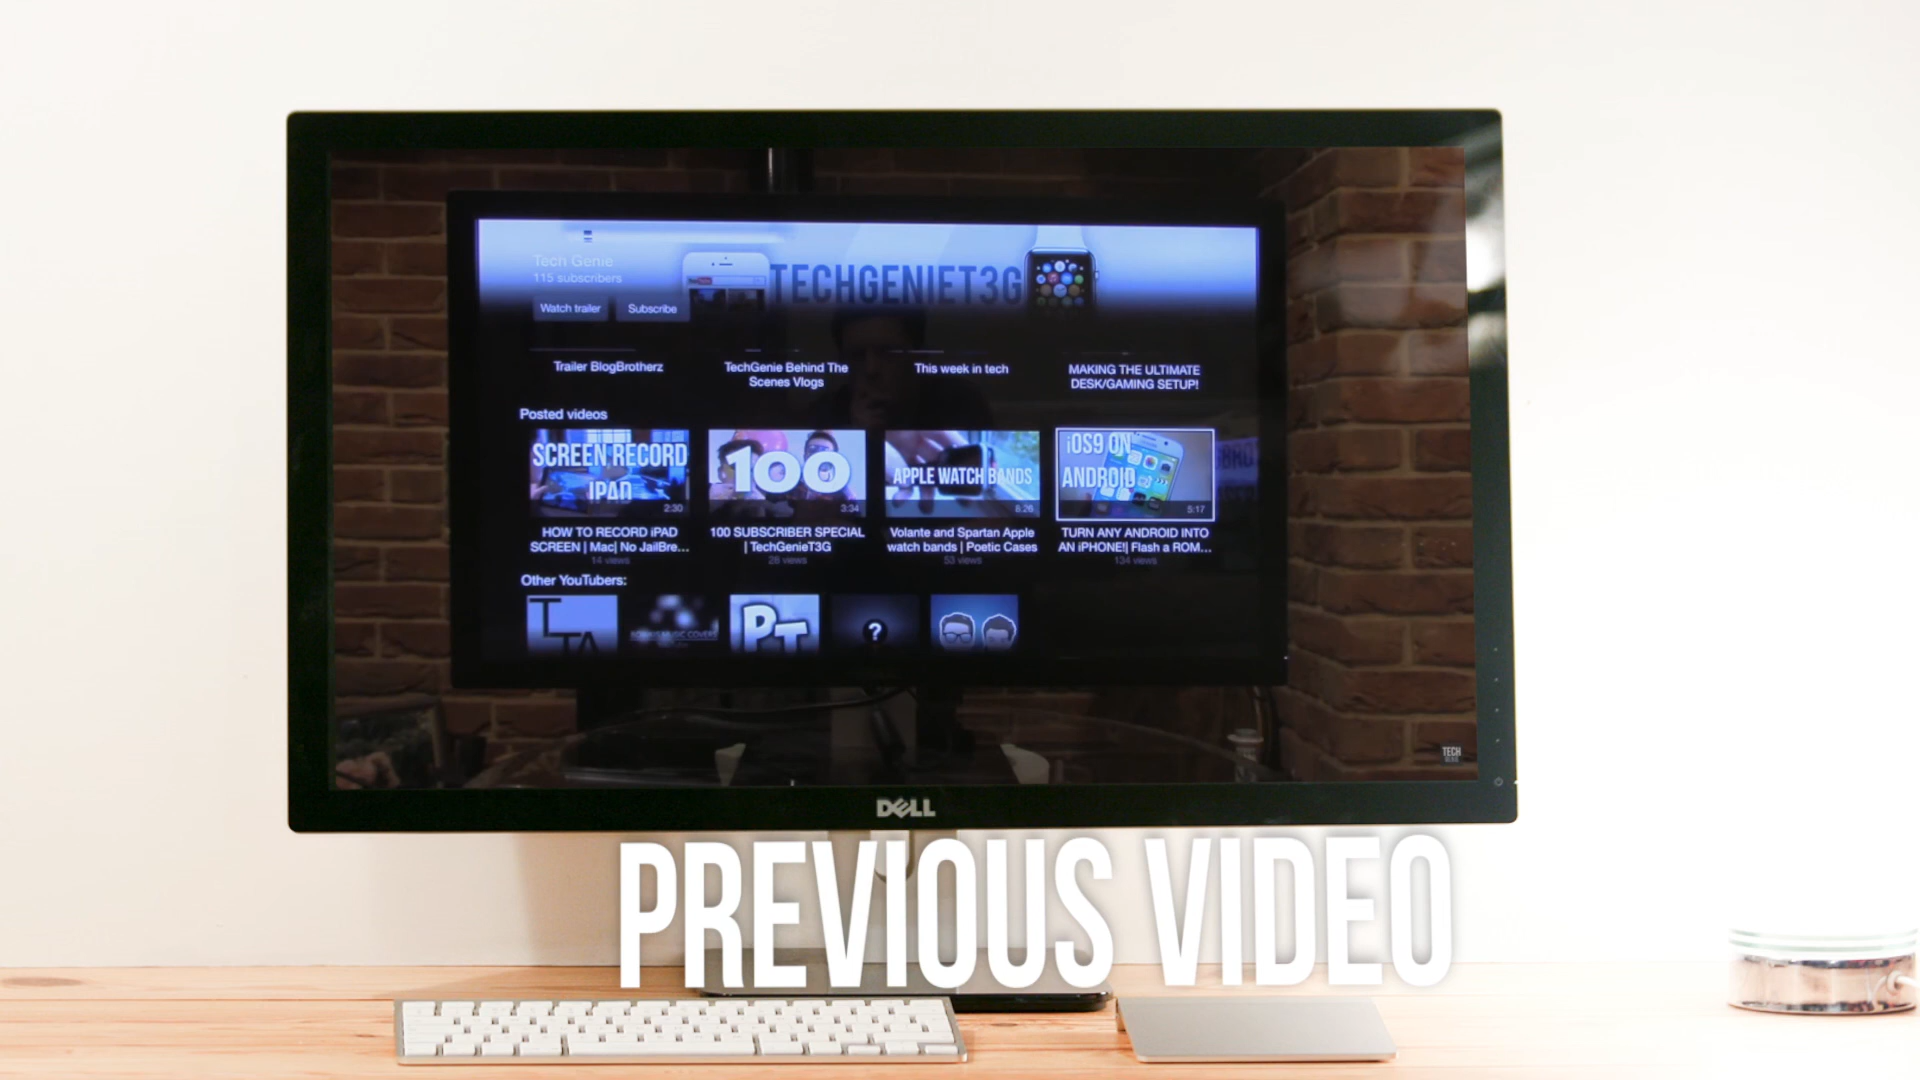 Tech Genie
115 subscribers
Watch trailer
Subscribe
TECHGENIET3G
Trailer BlogBrotherz
TechGenie Behind The
Scenes Vlogs
This week in tech
MAKING THE ULTIMATE
DESK/GAMING SETUP!
Posted videos
SCREEN RECORD
IPAD
2:30
100
3:34
APPLE WATCH BANDS
8:26
iOS9 ON
ANDROID
5:17
HOW TO RECORD iPAD
SCREEN | Mac| No JailBre...
14 views
100 SUBSCRIBER SPECIAL
| TechGenieT3G
28 views
Volante and Spartan Apple
watch bands | Poetic Cases
53 views
TURN ANY ANDROID INTO
AN iPHONE!| Flash a ROM...
134 views
Other YouTubers:
PT
?
TECH
DELL
PREVIOUS VIDEO